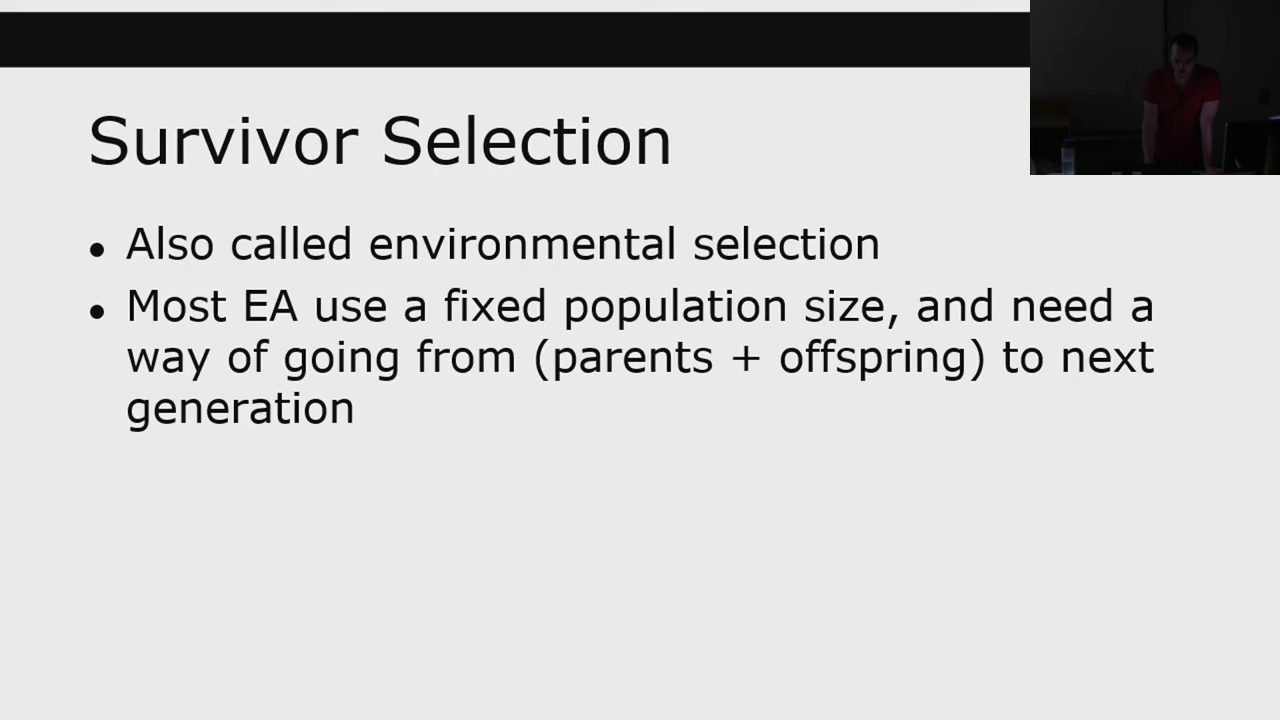 Survivor Selection
• Also called environmental selection
• Most EA use a fixed population size, and need a
way of going from (parents + offspring) to next
generation